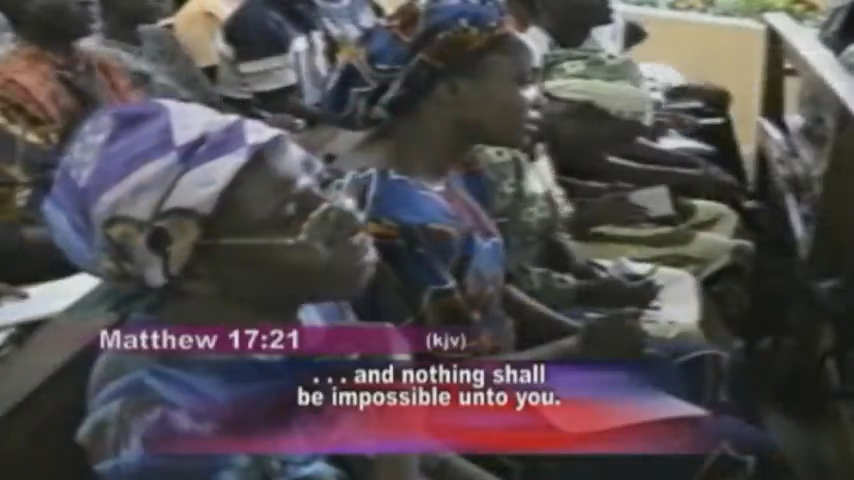 Matthew 17:21 (kjv)
. . . and nothing shall
be impossible unto you.